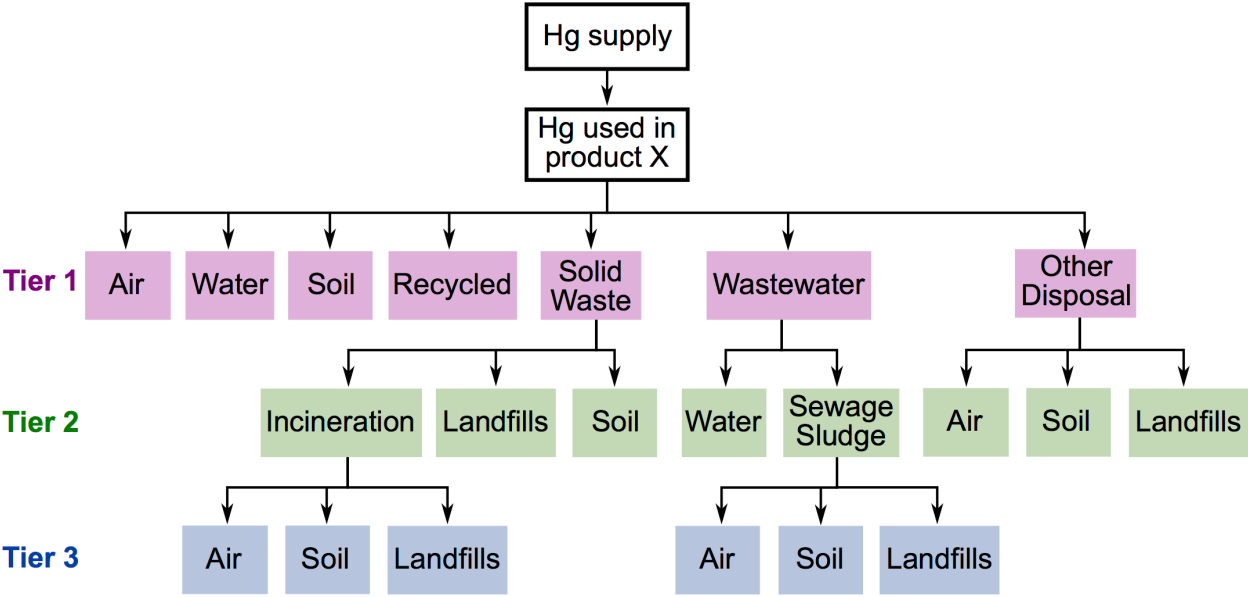 Hg supply
Hg used in
product X
Tier 1
Air
Water
Soil
Recycled
Solid
Waste
Wastewater
Other
Disposal
Tier 2
Incineration
Landfills
Soil
Water
Sewage
Sludge
Air
Soil
Landfills
Tier 3
Air
Soil
Landfills
Air
Soil
Landfills